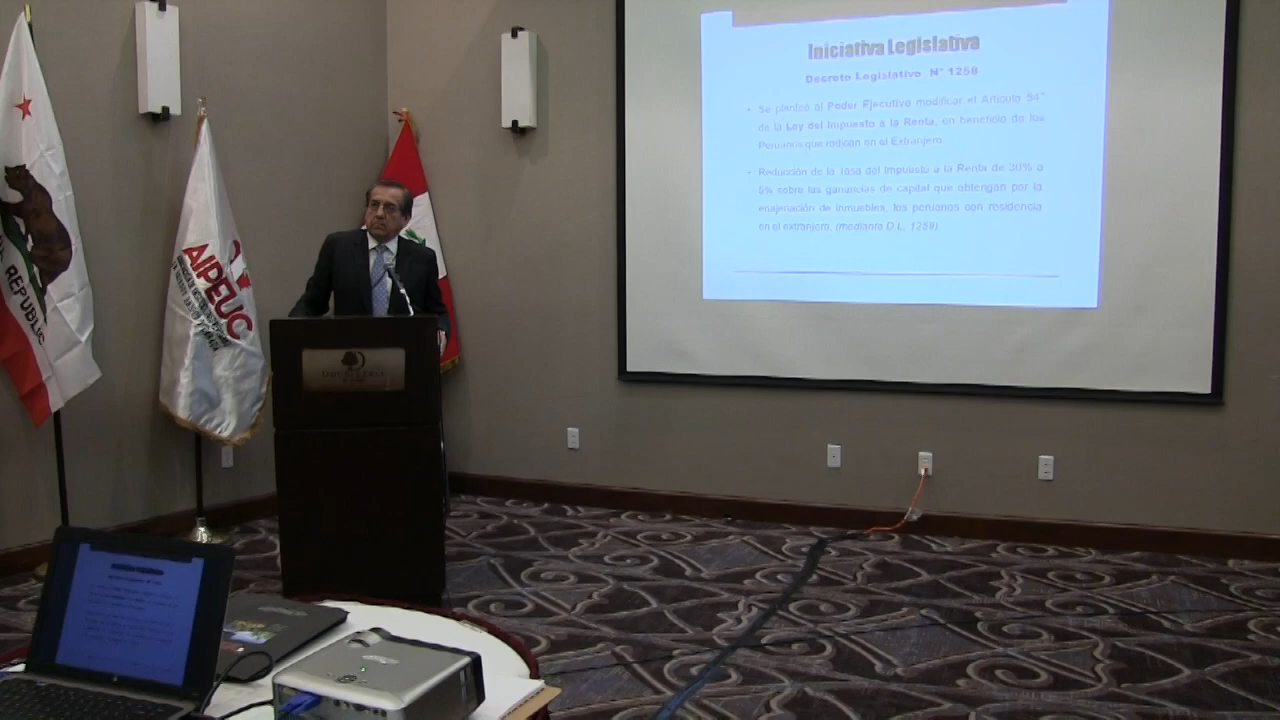 Iniciativa Legislativa
Decreto Legislativo N° 1258
• Se planteó al Poder Ejecutivo modificar el Artículo 54°
de la Ley del Impuesto a la Renta, en beneficio de los
Peruanos que radican en el Extranjero.
• Reducción de la Tasa del Impuesto a la Renta de 30% a
5% sobre las ganancias de capital que obtengan por la
enajenación de inmuebles, los peruanos con residencia
en el extranjero, (mediante D.L. 1258).
REPUBLIC
AIPEUC
DOUBLETREE